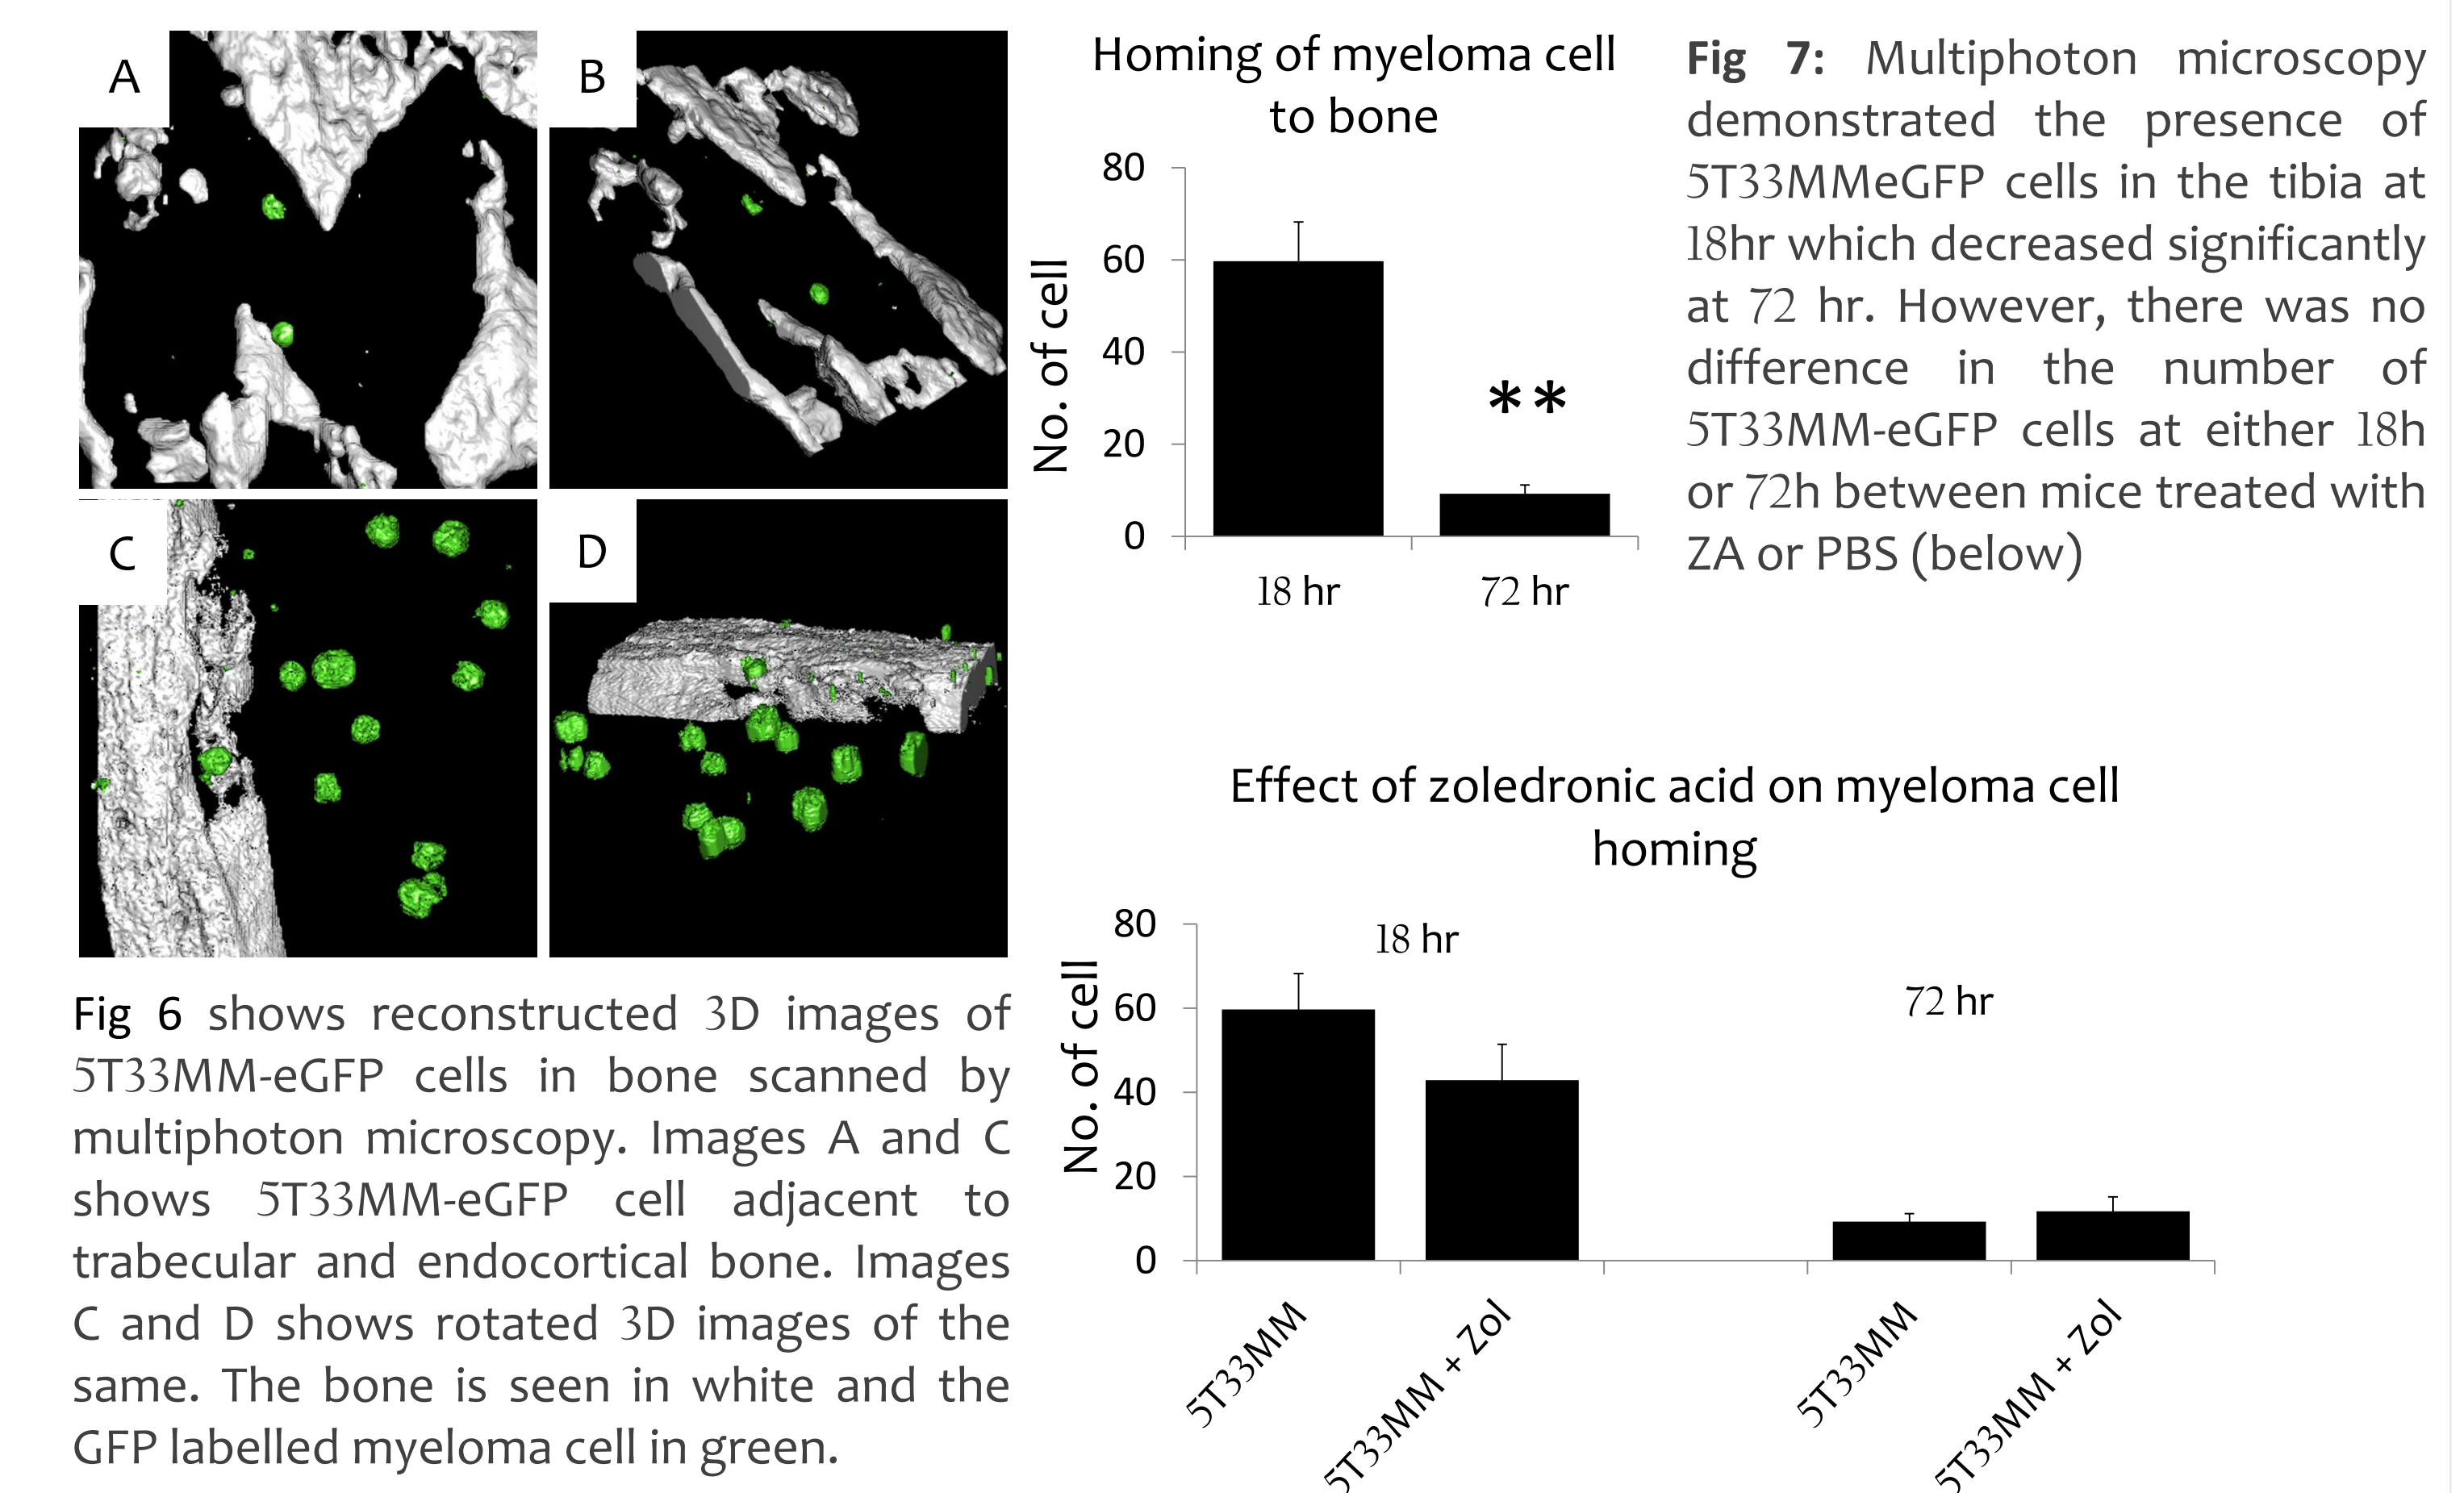 A
B
C
D
Fig 6 shows reconstructed 3D images of
5T33MM-eGFP cells in bone scanned by
multiphoton microscopy. Images A and C
shows 5T33MM-eGFP cell adjacent to
trabecular and endocortical bone. Images
C and D shows rotated 3D images of the
same. The bone is seen in white and the
GFP labelled myeloma cell in green.
Homing of myeloma cell
to bone
No. of cell
80
60
40
20
0
**
18 hr
72 hr
Fig 7: Multiphoton microscopy
demonstrated the presence of
5T33MMeGFP cells in the tibia at
18hr which decreased significantly
at 72 hr. However, there was no
difference in the number of
5T33MM-eGFP cells at either 18h
or 72h between mice treated with
ZA or PBS (below)
Effect of zoledronic acid on myeloma cell
homing
No. of cell
80
60
40
20
0
18 hr
72 hr
5T33MM
5T33MM + Zol
5T33MM
5T33MM + Zol